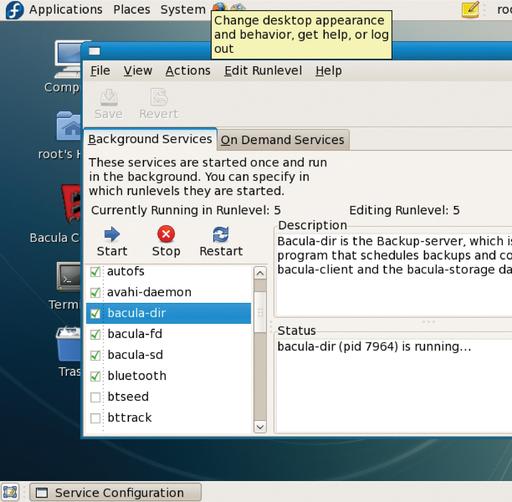 Applications Places System
Change desktop appearance
and behavior, get help, or log
out
File View Actions Edit Runlevel Help
Save Revert
Background Services On Demand Services
These services are started once and run
in the background. You can specify in
which runlevels they are started.
Currently Running in Runlevel: 5 Editing Runlevel: 5
Start Stop Restart
autofs
avahi-daemon
bacula-dir
bacula-fd
bacula-sd
bluetooth
btseed
bttrack
Description
Bacula-dir is the Backup-server, which is
program that schedules backups and co
bacula-client and the bacula-storage da
Status
bacula-dir (pid 7964) is running...
Comp
root's H
Bacula C
Term
Tras
Service Configuration